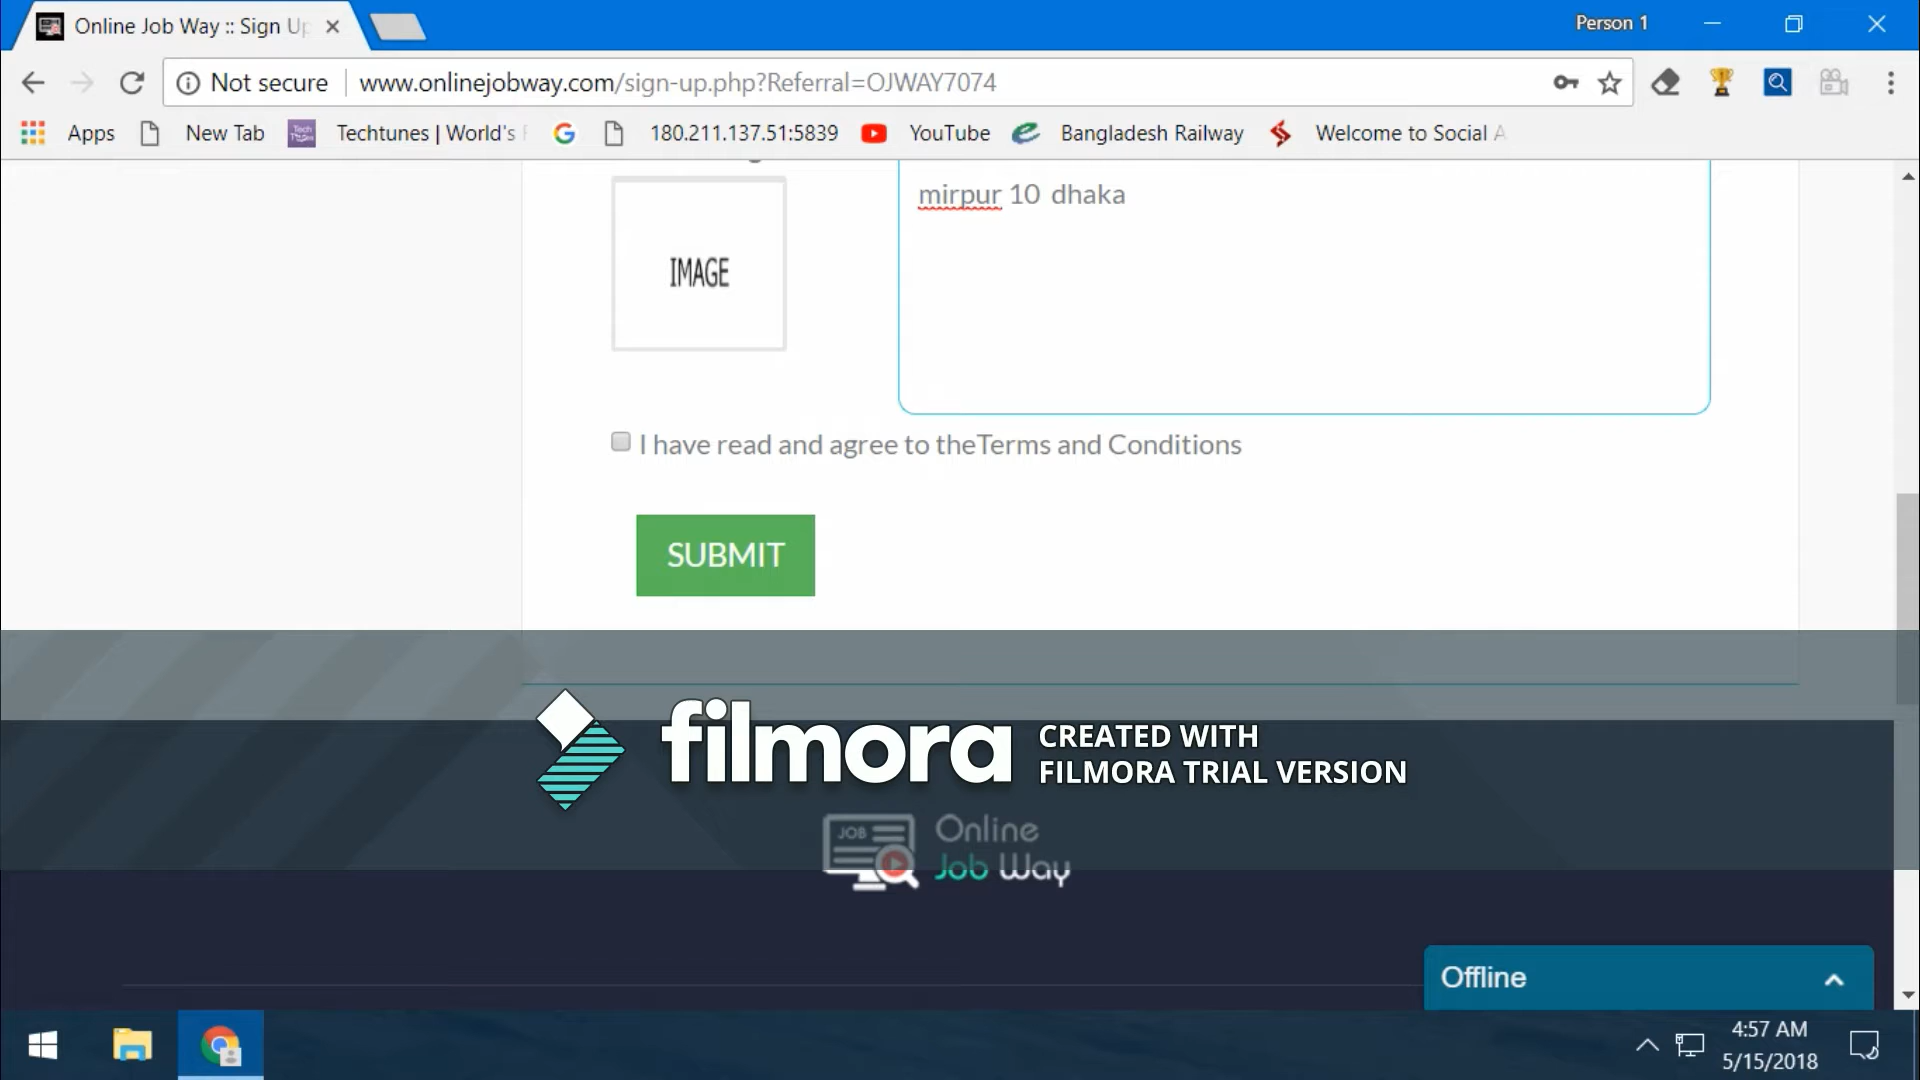 Online Job Way :: Sign Up
Person 1
Not secure
www.onlinejobway.com/sign-up.php?Referral=OJWAY7074
Apps
New Tab
Techtunes | World's
180.211.137.51:5839
YouTube
Bangladesh Railway
Welcome to Social A
mirpur 10 dhaka
IMAGE
I have read and agree to theTerms and Conditions
SUBMIT
filmora
CREATED WITH
FILMORA TRIAL VERSION
JOB
Online
Job Way
Offline
4:57 AM
5/15/2018